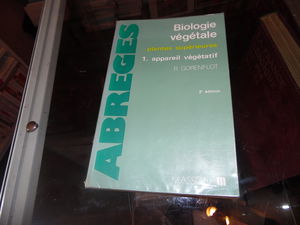 ABREGES
Biologie
végétale
plantes supérieures
1. appareil végétatif
R. GORENFLOT
2e édition
MASSON